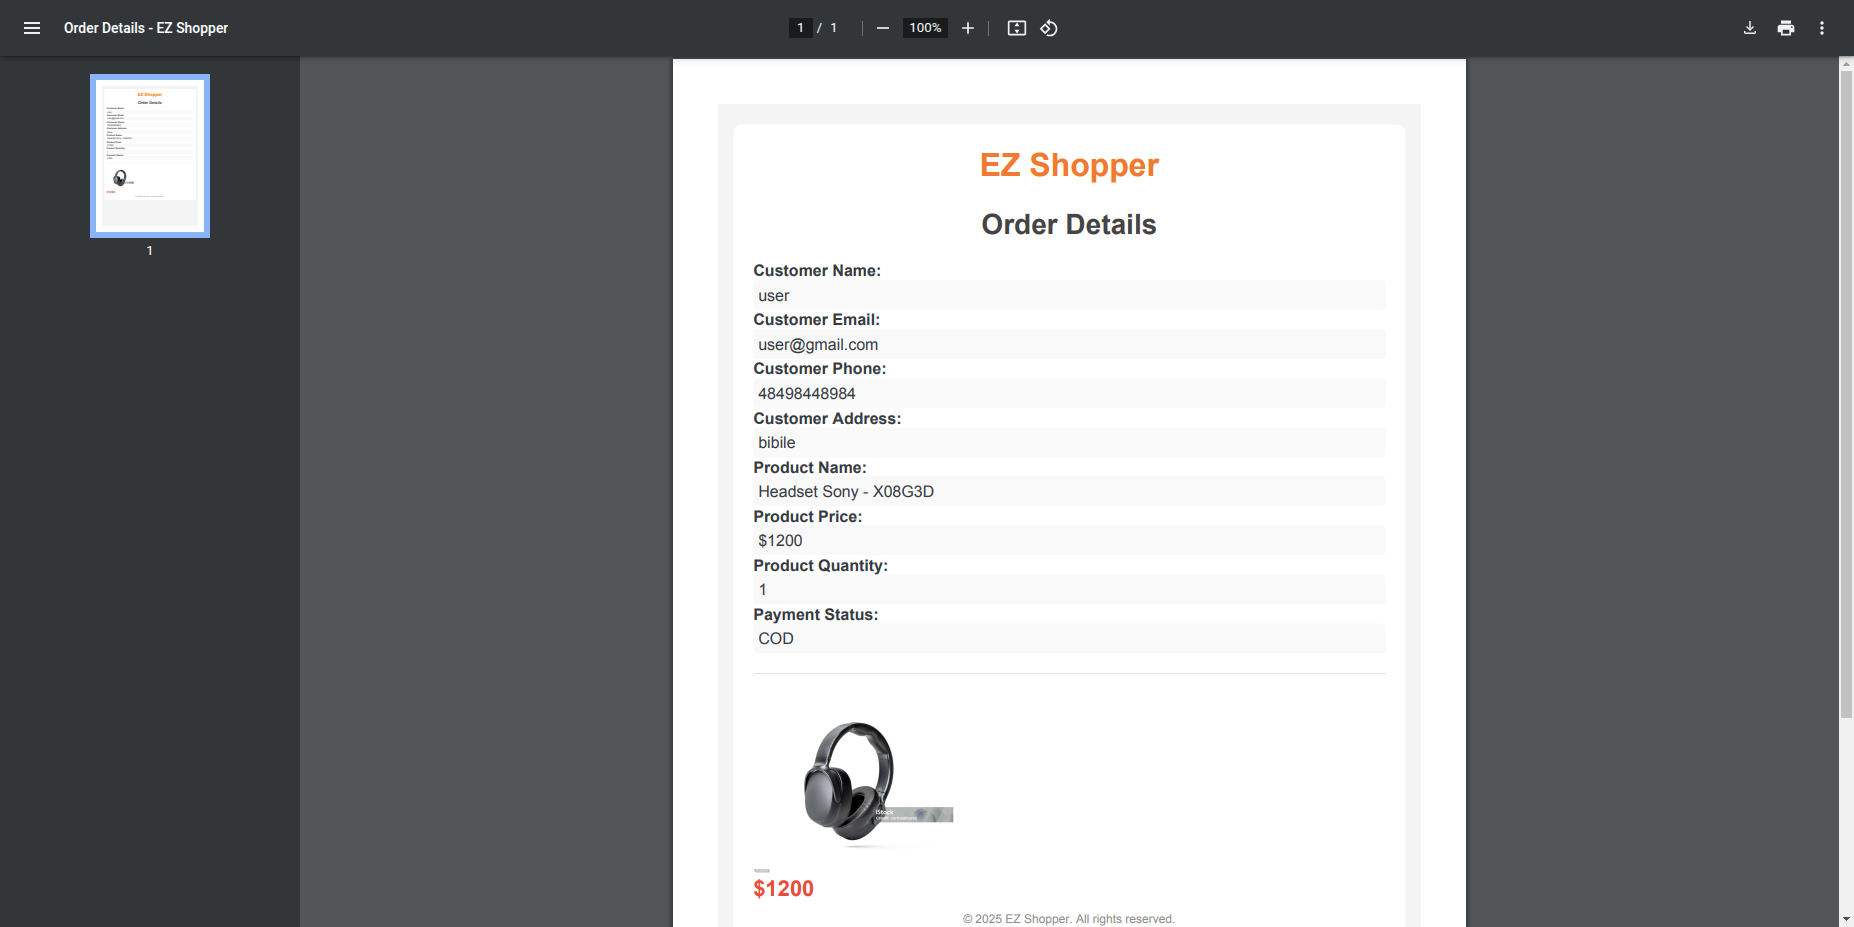 Order Details - EZ Shopper
1 / 1
100%
1
EZ Shopper
Order Details
Customer Name:
user
Customer Email:
user@gmail.com
Customer Phone:
48498448984
Customer Address:
bibile
Product Name:
Headset Sony - X08G3D
Product Price:
$1200
Product Quantity:
1
Payment Status:
COD
iStock
$1200
© 2025 EZ Shopper. All rights reserved.